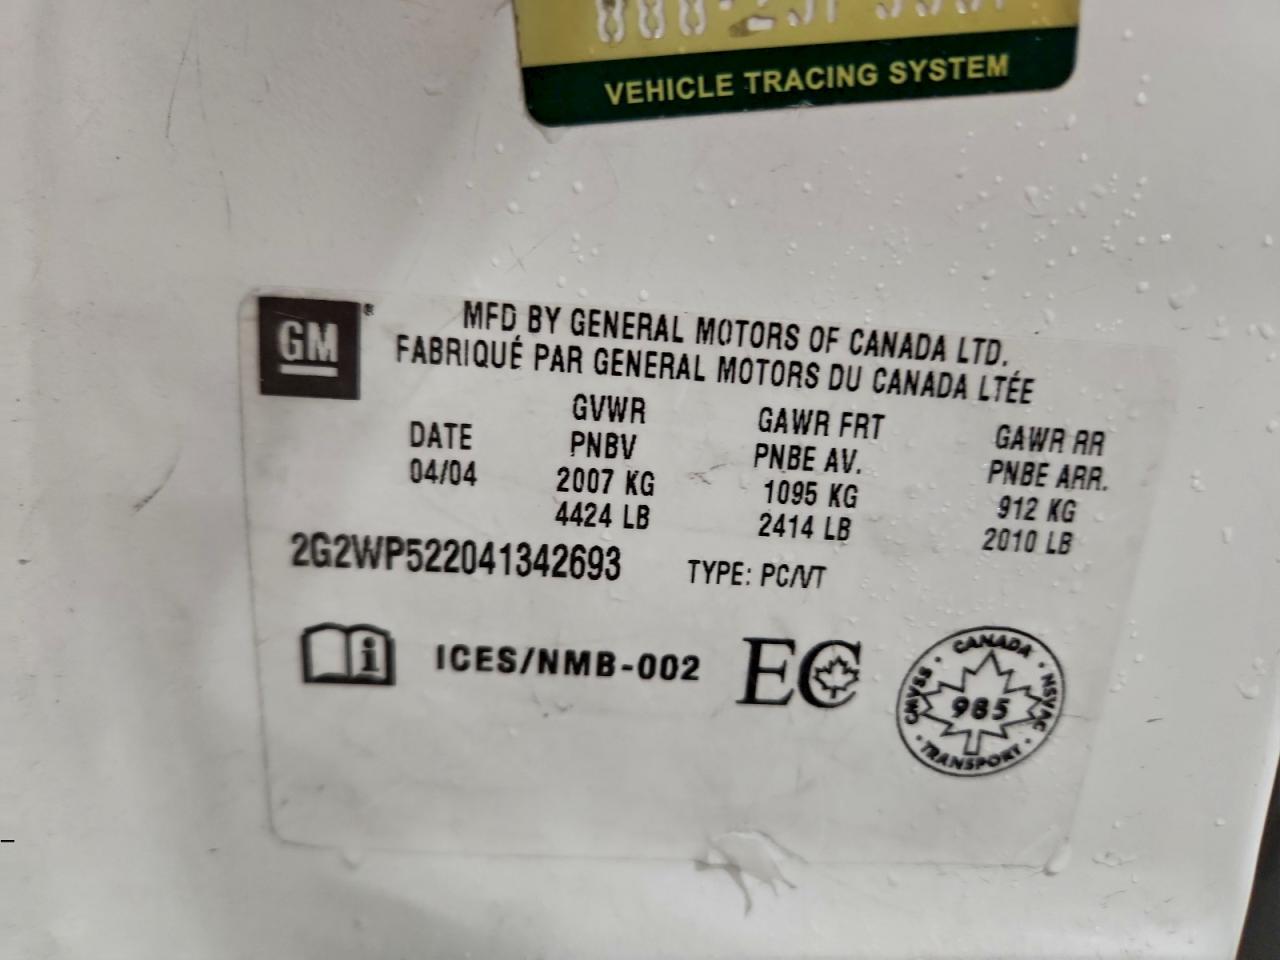 VEHICLE TRACING SYSTEM
GM
®
MFD BY GENERAL MOTORS OF CANADA LTD.
FABRIQUÉ PAR GENERAL MOTORS DU CANADA LTÉE
DATE
04/04
GVWR
PNBV
2007 KG
4424 LB
GAWR FRT
PNBE AV.
1095 KG
2414 LB
GAWR RR
PNBE ARR.
912 KG
2010 LB
2G2WP522041342693 TYPE: PC/VT
i ICES/NMB-002 EC
CANADA
CMVSS · NSVAC
985
TRANSPORT